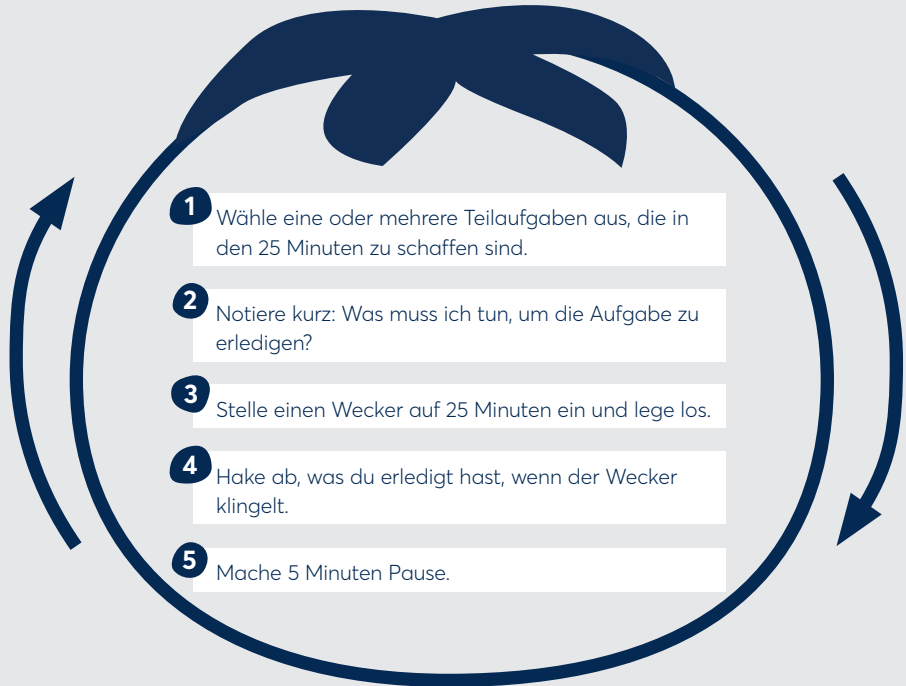 1
Wähle eine oder mehrere Teilaufgaben aus, die in
den 25 Minuten zu schaffen sind.
2
Notiere kurz: Was muss ich tun, um die Aufgabe zu
erledigen?
3
Stelle einen Wecker auf 25 Minuten ein und lege los.
4
Hake ab, was du erledigt hast, wenn der Wecker
klingelt.
5
Mache 5 Minuten Pause.